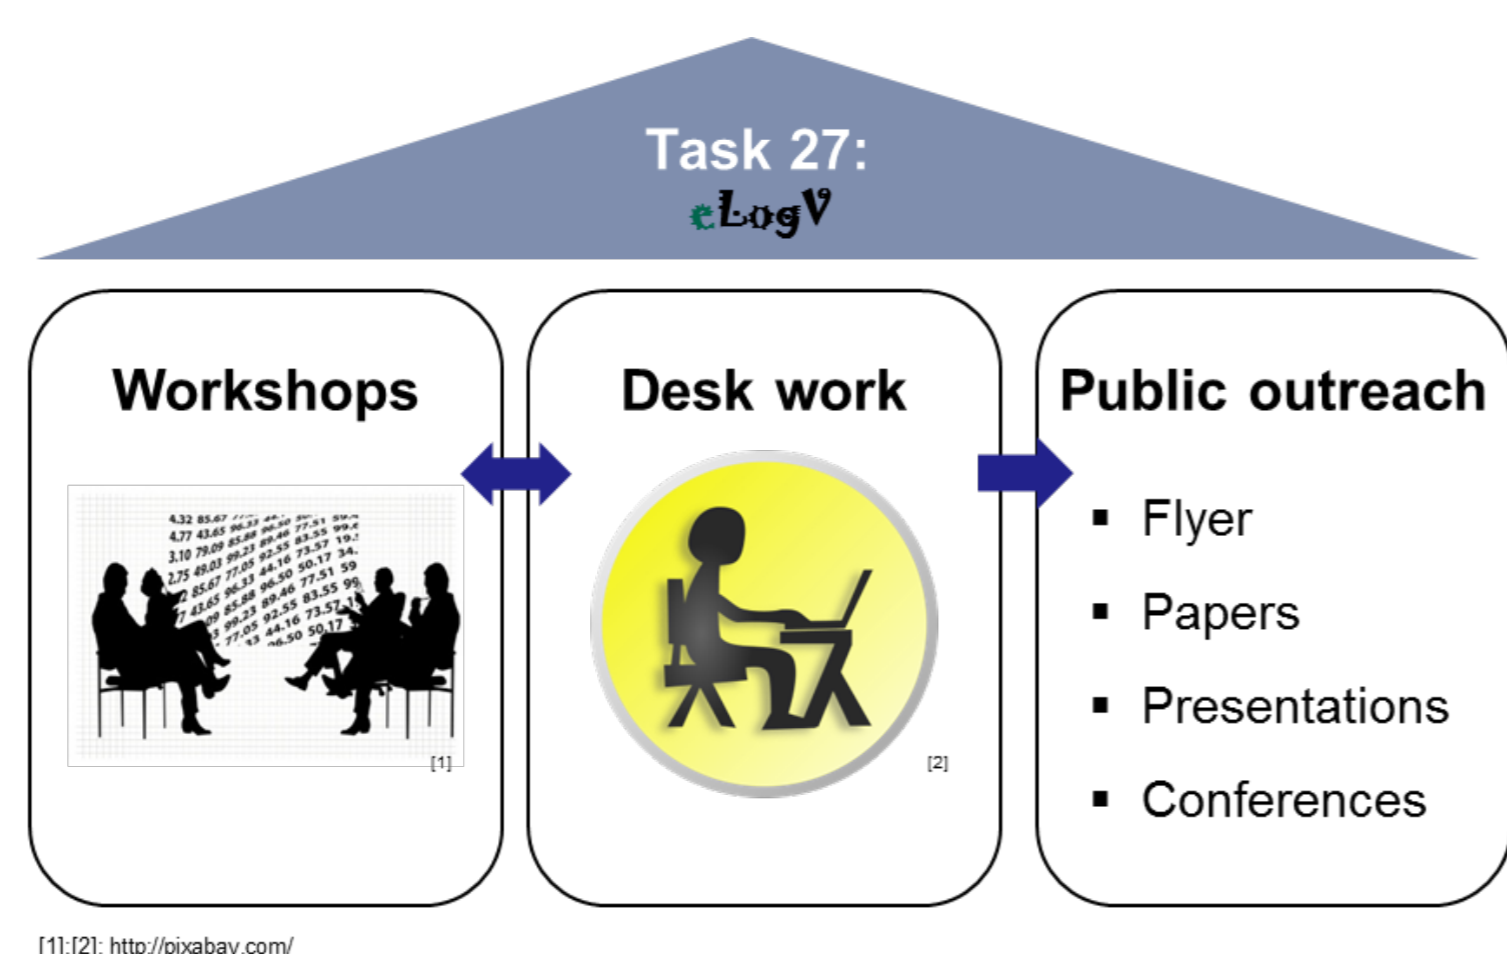 Task 27:
eLogV
Workshops
[1]
Desk work
[2]
Public outreach
▪ Flyer
▪ Papers
▪ Presentations
▪ Conferences
[1];[2]: http://pixabay.com/